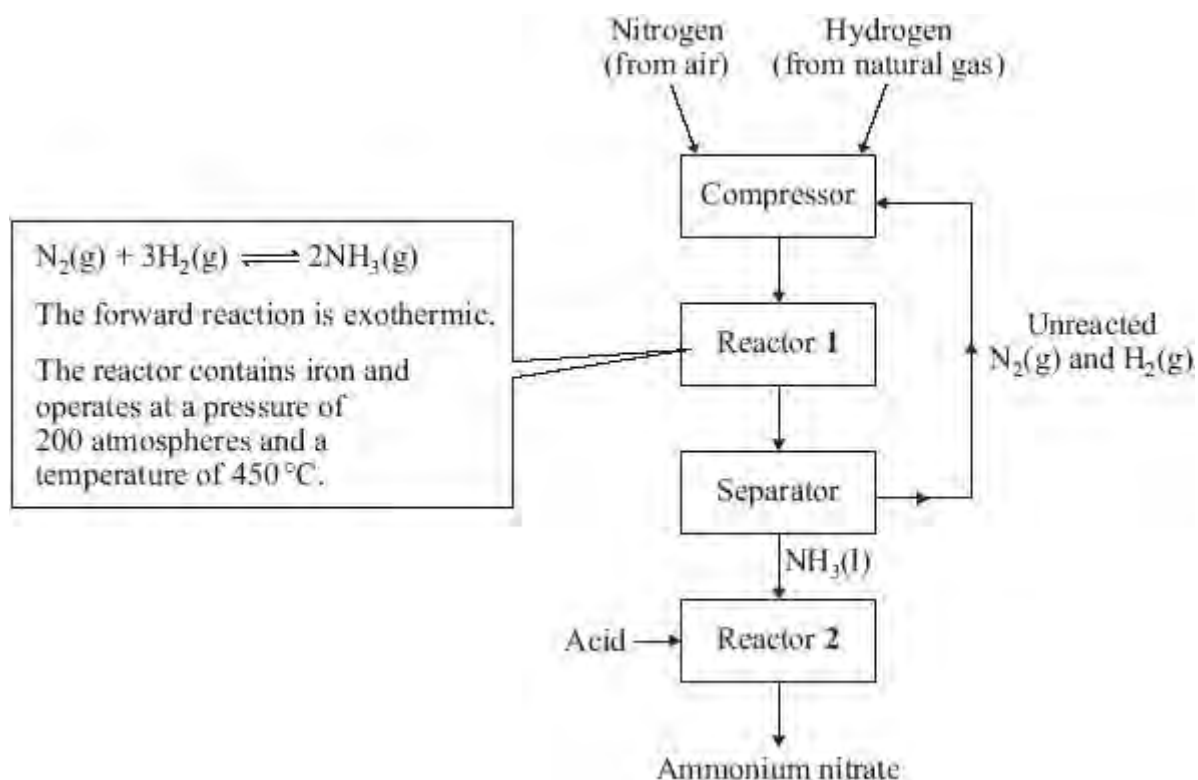 Nitrogen
(from air)
Hydrogen
(from natural gas)
Compressor
N₂(g) + 3H₂(g) ⇌ 2NH₃(g)
The forward reaction is exothermic.
The reactor contains iron and
operates at a pressure of
200 atmospheres and a
temperature of 450 °C.
Reactor 1
Unreacted
N₂(g) and H₂(g)
Separator
NH₃(l)
Acid
Reactor 2
Ammonium nitrate